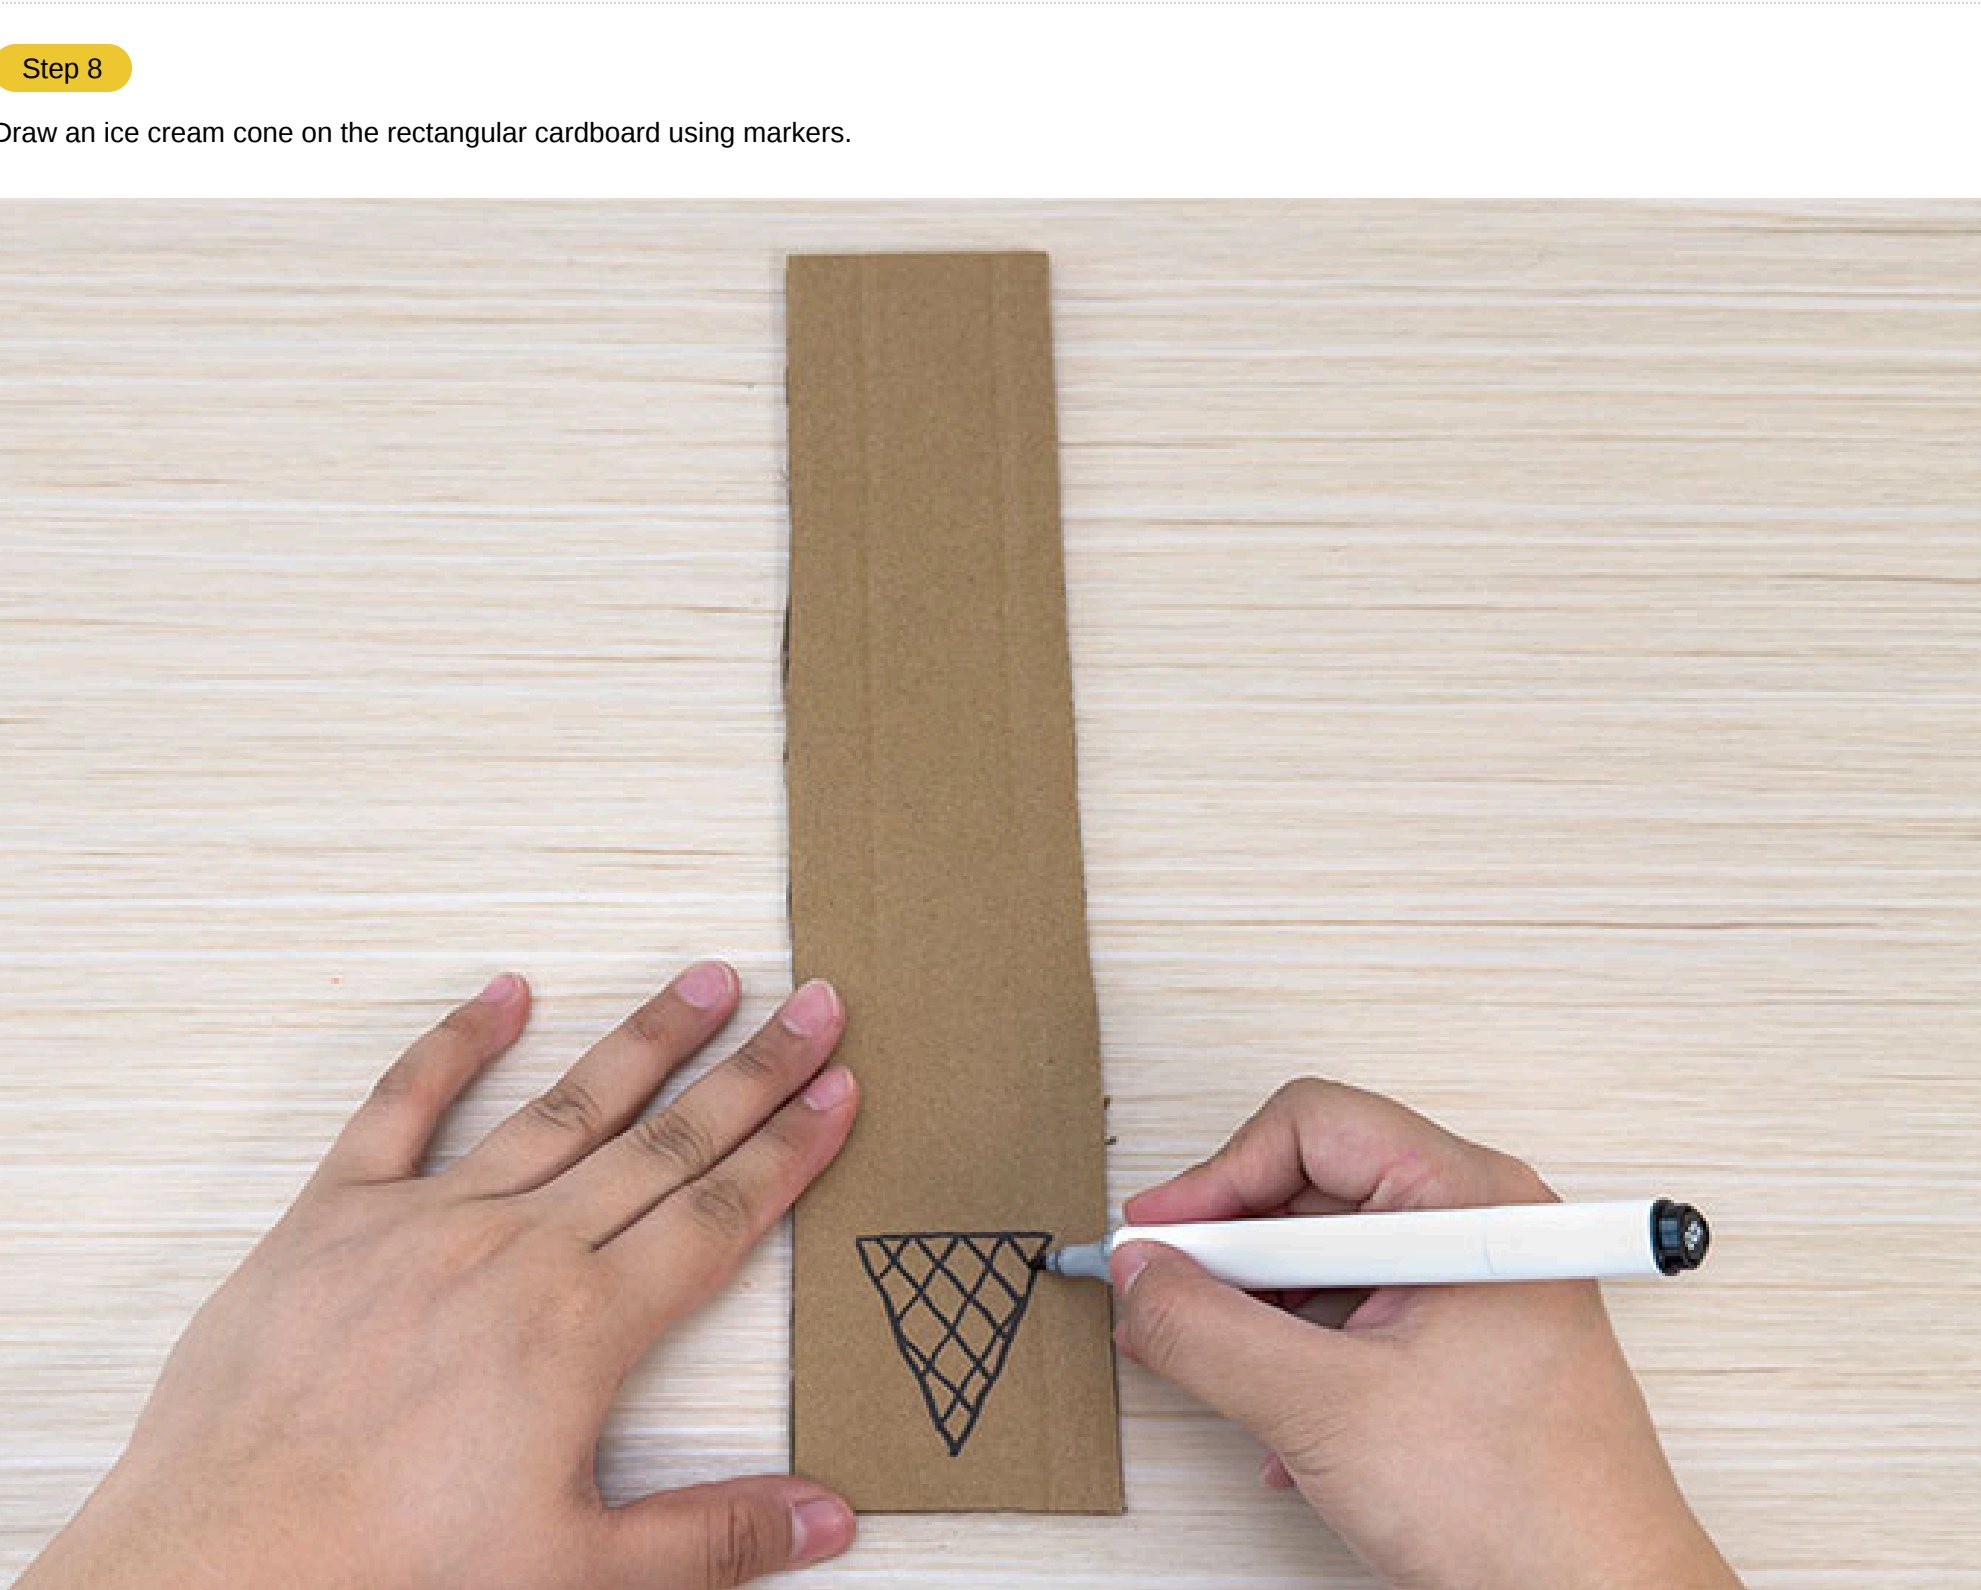 Step 8
Draw an ice cream cone on the rectangular cardboard using markers.